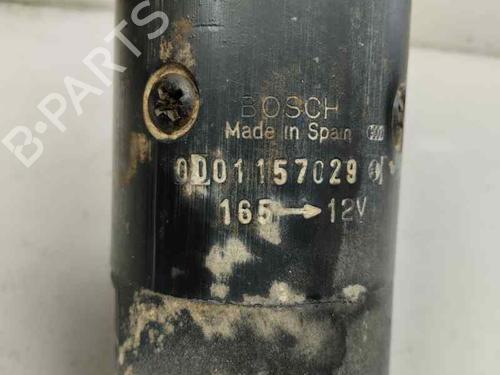 BOSCH
Made in Spain
0001157029
165→12V
B-Parts